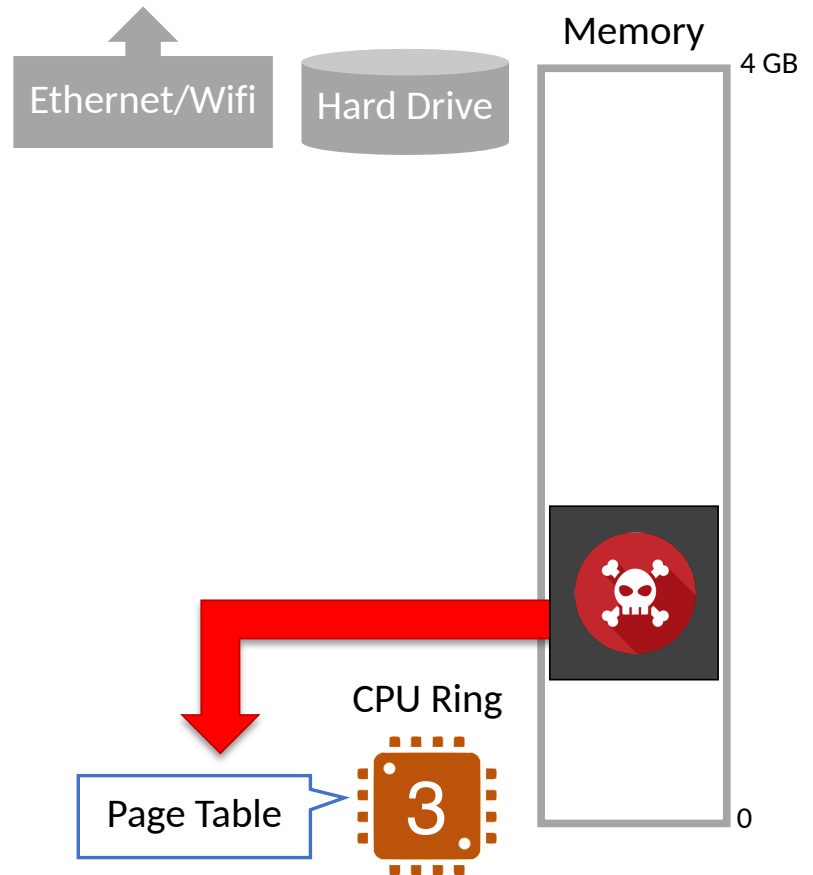 Memory
4 GB
Ethernet/Wifi
Hard Drive
CPU Ring
3
Page Table
0